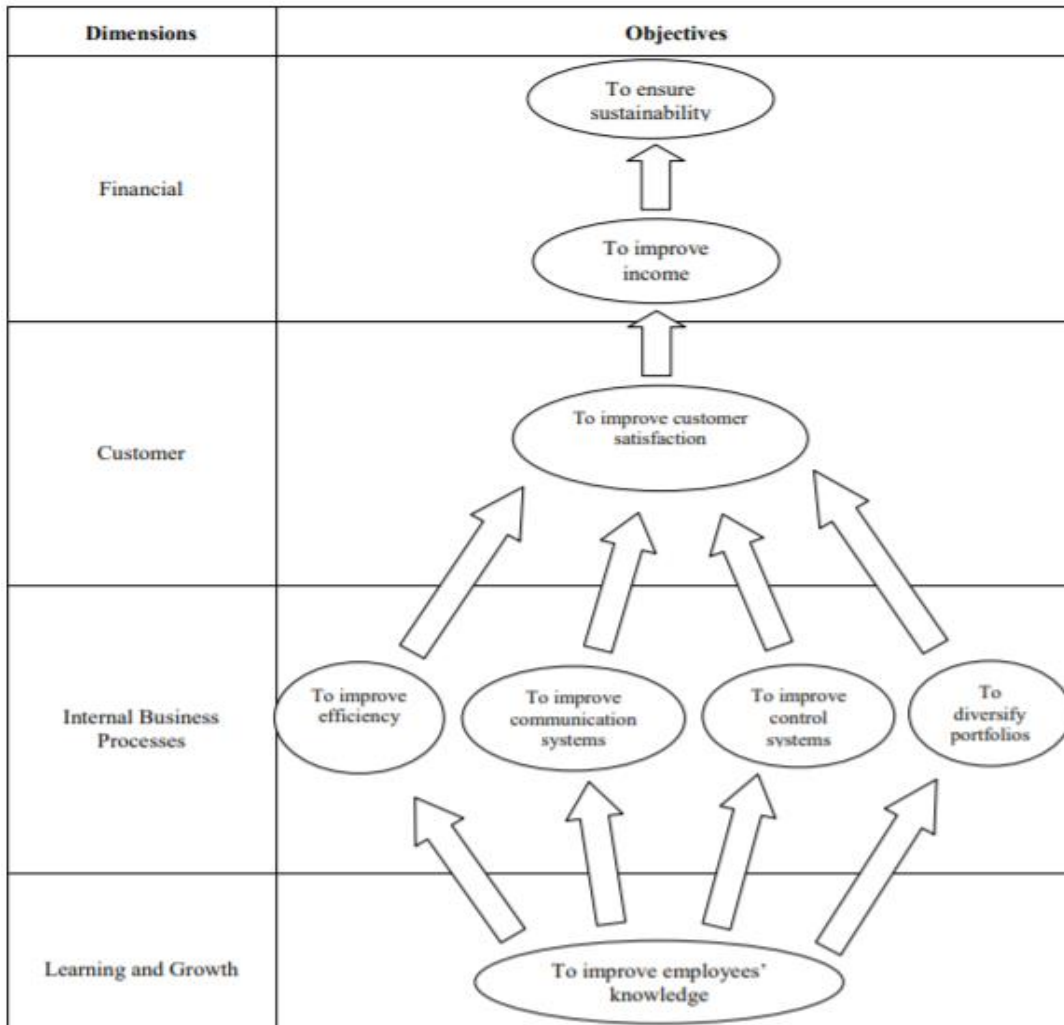 Dimensions
Objectives
Financial
To ensure
sustainability
To improve
income
Customer
To improve customer
satisfaction
Internal Business
Processes
To improve
efficiency
To improve
communication
systems
To improve
control
systems
To
diversify
portfolios
Learning and Growth
To improve employees’
knowledge